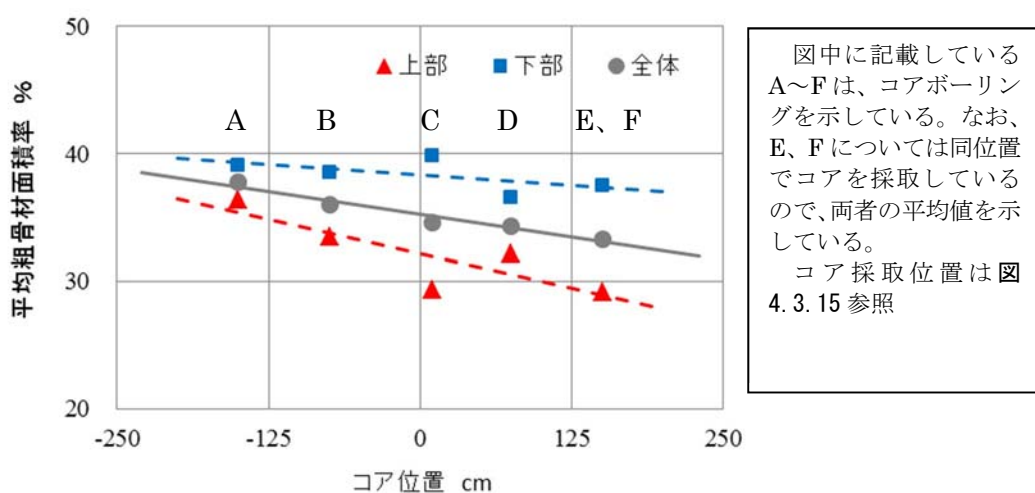 50
40
30
20
平均粗骨材面積率 %
▲上部 ■下部 ●全体
A B C D E、F
-250 -125 0 125 250
コア位置 cm
図中に記載している
A～F は、コアボーリン
グを示している。なお、
E、F については同位置
でコアを採取している
ので、両者の平均値を示
している。
コア採取位置は図
4.3.15 参照